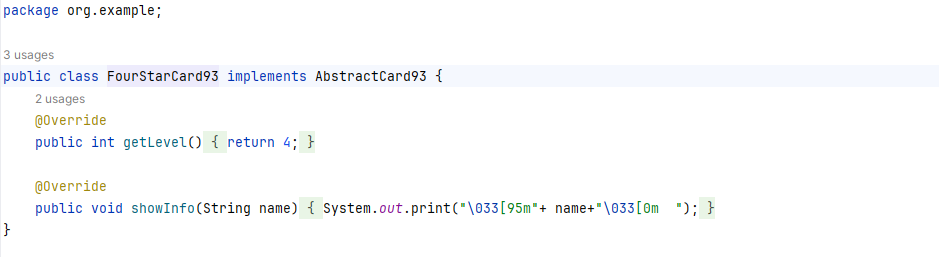 package org.example;
3 usages
public class FourStarCard93 implements AbstractCard93 {
2 usages
@Override
public int getLevel() { return 4; }
@Override
public void showInfo(String name) { System.out.print("\033[95m"+ name+"\033[0m  "); }
}